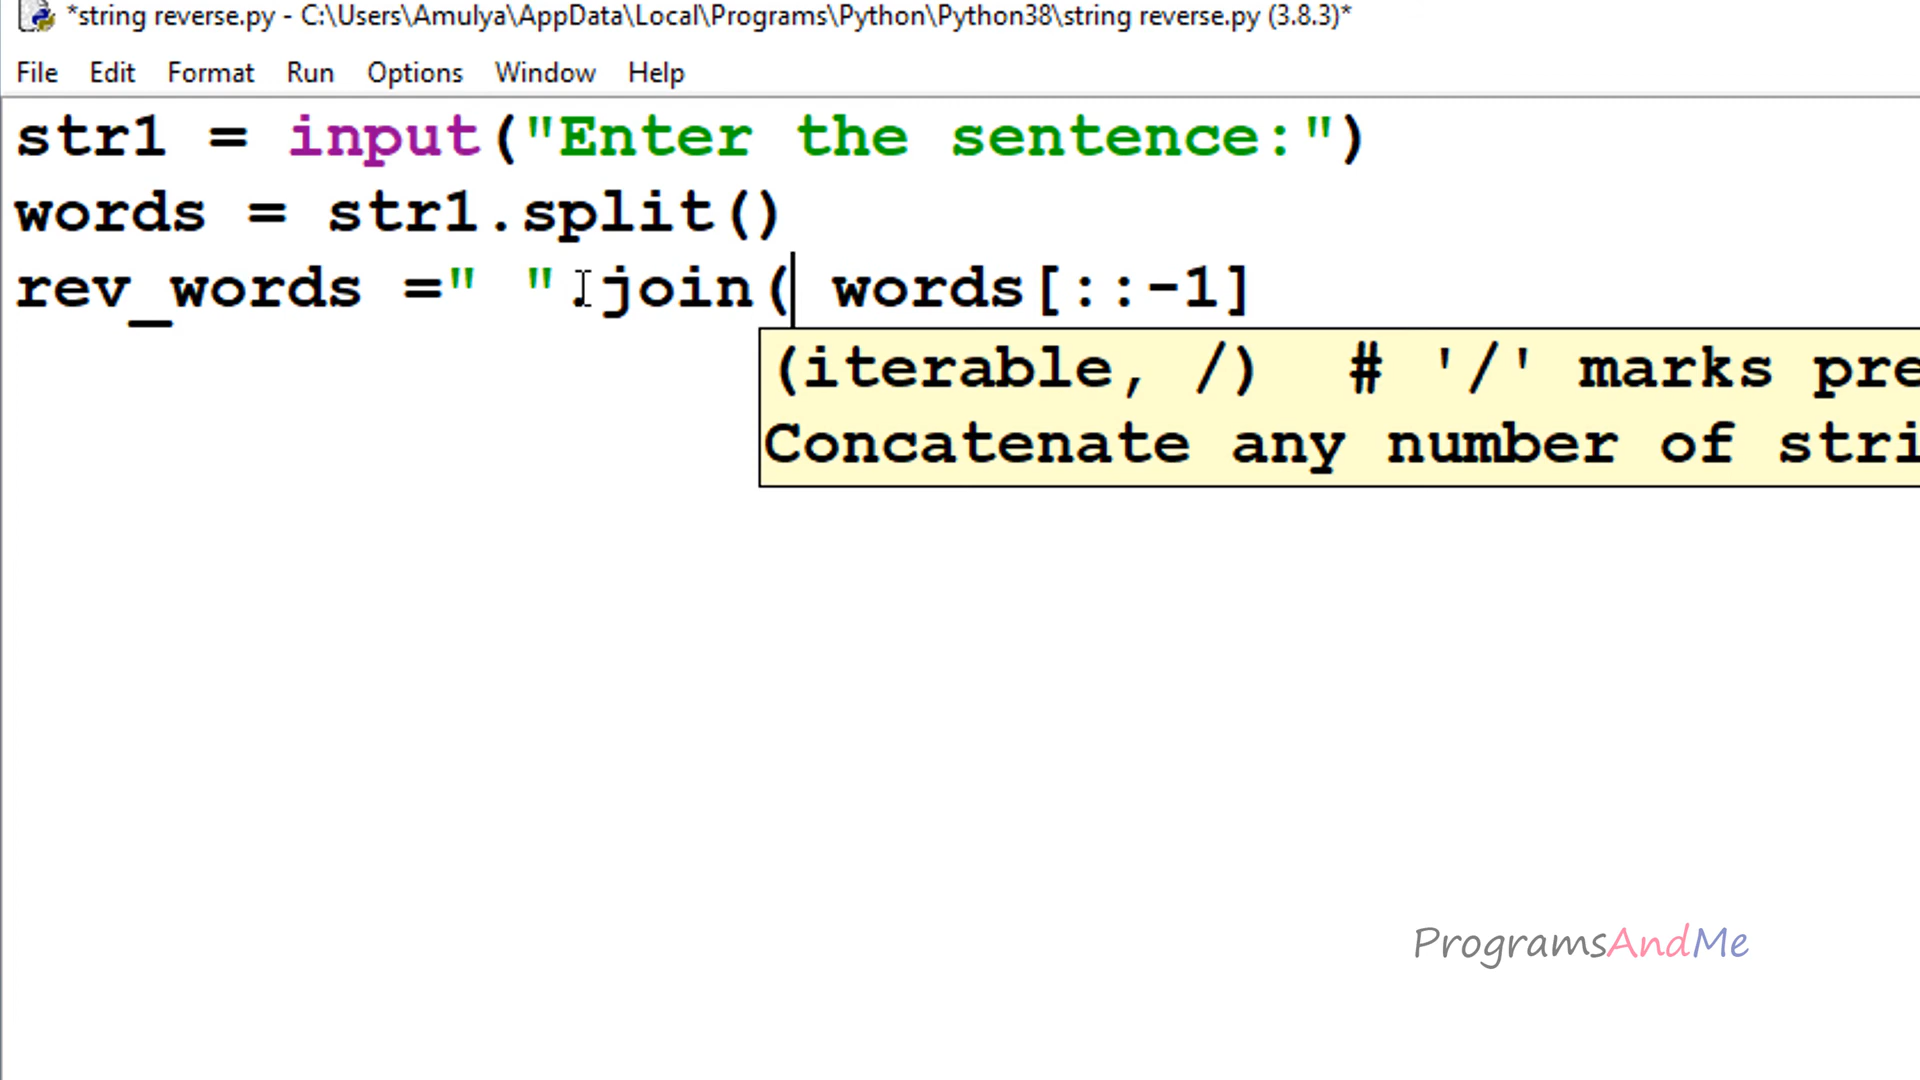 *string reverse.py - C:\Users\Amulya\AppData\Local\Programs\Python\Python38\string reverse.py (3.8.3)*
File Edit Format Run Options Window Help
str1 = input("Enter the sentence:")
words = str1.split()
rev_words =" ".join( words[::-1]
(iterable, /)  # '/' marks pre
Concatenate any number of stri
ProgramsAndMe